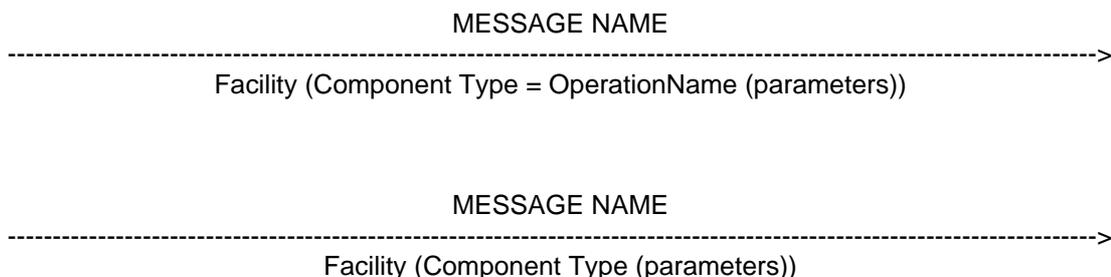 MESSAGE NAME
------------------------------------------------------------------------------------------------------------------------>
Facility (Component Type = OperationName (parameters))
MESSAGE NAME
------------------------------------------------------------------------------------------------------------------------>
Facility (Component Type (parameters))